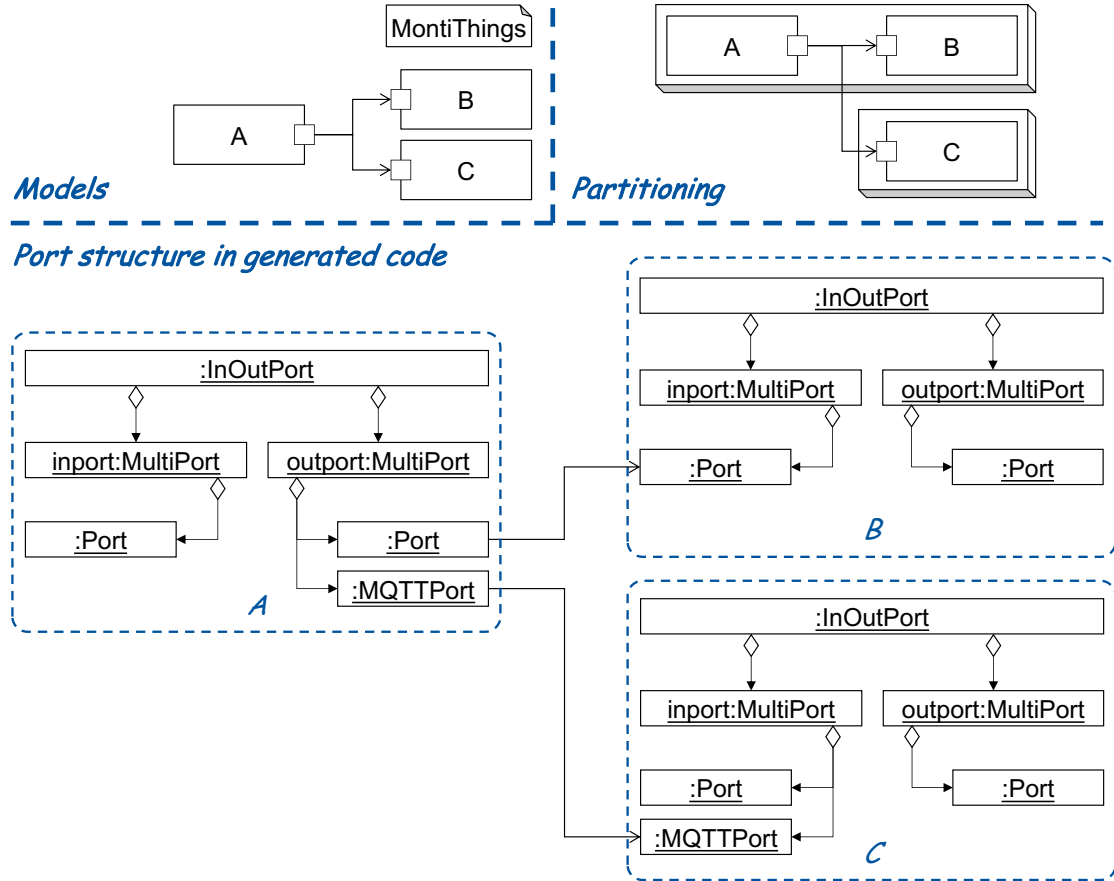 MontiThings
A
B
C
Models
A
B
C
Partitioning
Port structure in generated code
:InOutPort
inport:MultiPort
outport:MultiPort
:Port
:Port
:MQTTPort
A
:InOutPort
inport:MultiPort
outport:MultiPort
:Port
:Port
B
:InOutPort
inport:MultiPort
outport:MultiPort
:Port
:Port
:MQTTPort
C